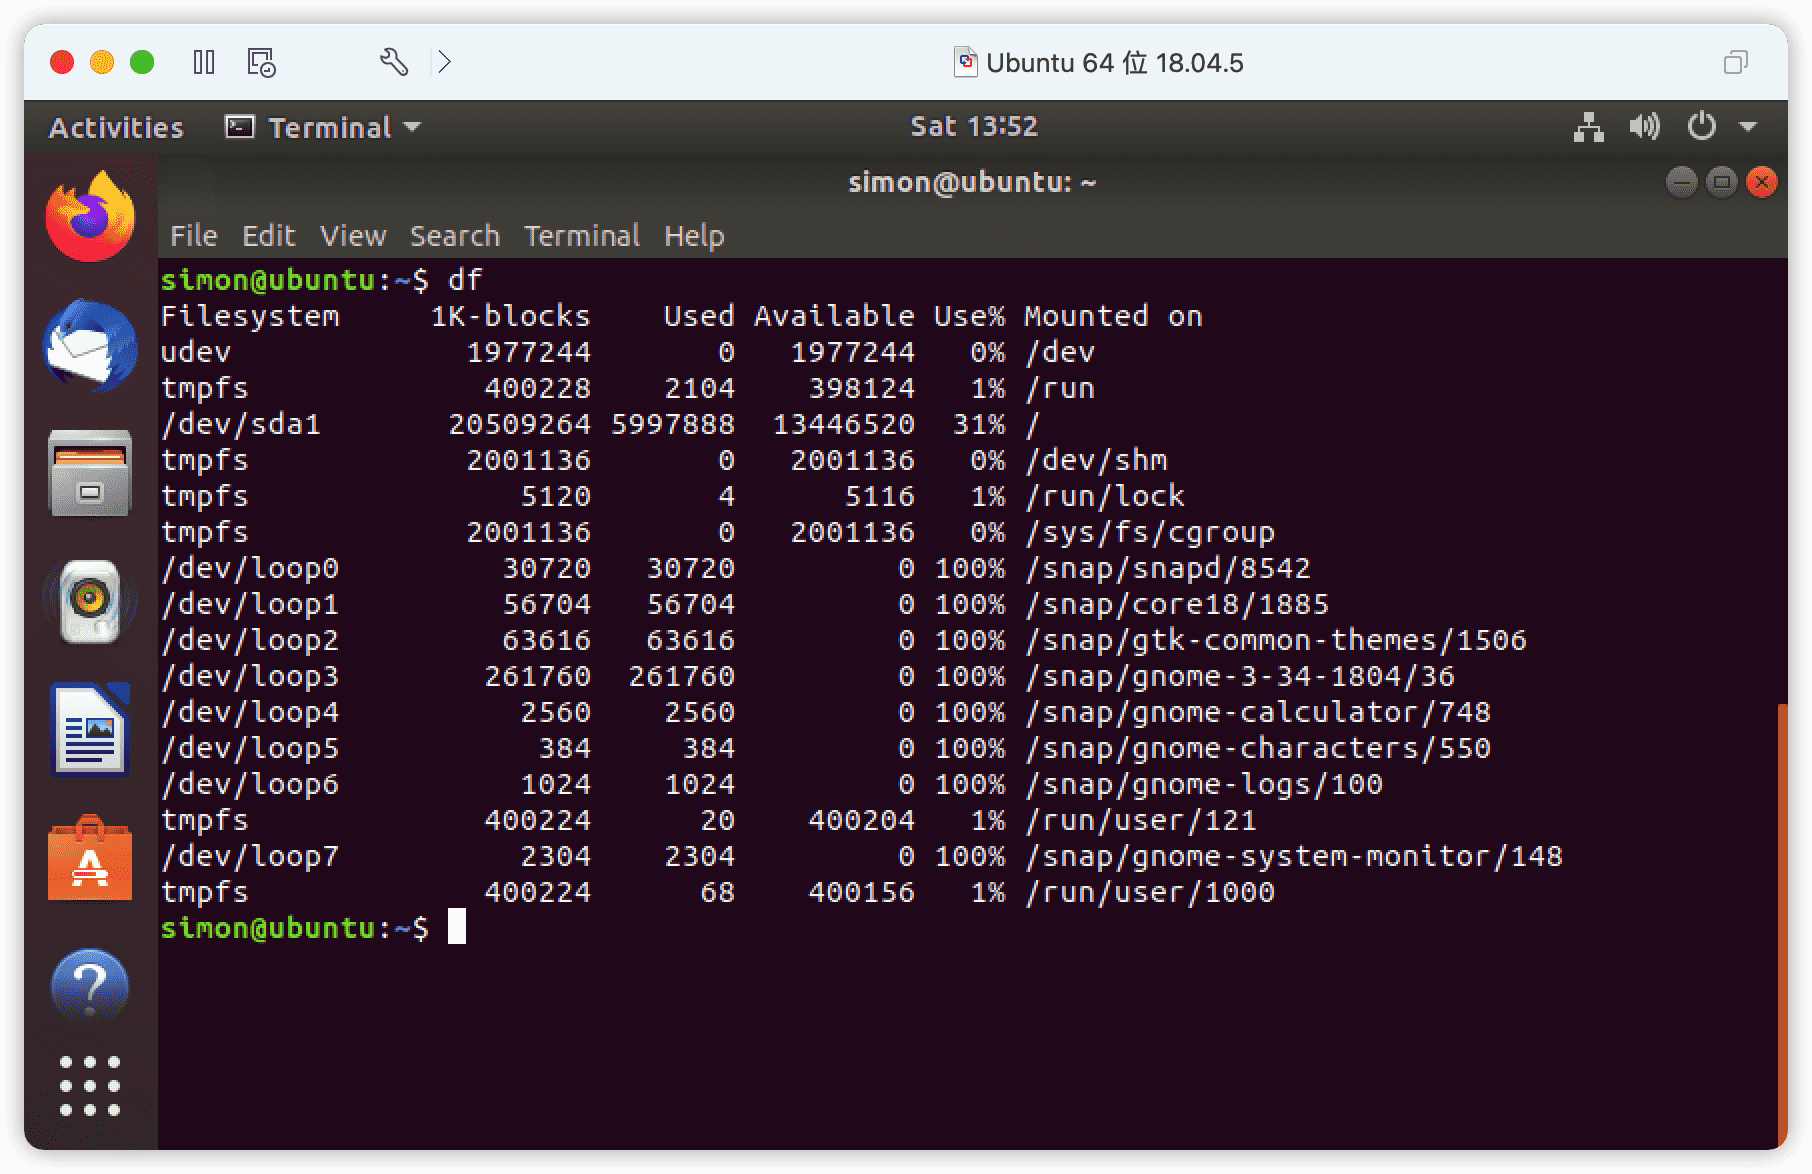 Ubuntu 64 位 18.04.5
Activities Terminal Sat 13:52
simon@ubuntu: ~
File Edit View Search Terminal Help
simon@ubuntu:~$ df
Filesystem 1K-blocks Used Available Use% Mounted on
udev 1977244 0 1977244 0% /dev
tmpfs 400228 2104 398124 1% /run
/dev/sda1 20509264 5997888 13446520 31% /
tmpfs 2001136 0 2001136 0% /dev/shm
tmpfs 5120 4 5116 1% /run/lock
tmpfs 2001136 0 2001136 0% /sys/fs/cgroup
/dev/loop0 30720 30720 0 100% /snap/snapd/8542
/dev/loop1 56704 56704 0 100% /snap/core18/1885
/dev/loop2 63616 63616 0 100% /snap/gtk-common-themes/1506
/dev/loop3 261760 261760 0 100% /snap/gnome-3-34-1804/36
/dev/loop4 2560 2560 0 100% /snap/gnome-calculator/748
/dev/loop5 384 384 0 100% /snap/gnome-characters/550
/dev/loop6 1024 1024 0 100% /snap/gnome-logs/100
tmpfs 400224 20 400204 1% /run/user/121
/dev/loop7 2304 2304 0 100% /snap/gnome-system-monitor/148
tmpfs 400224 68 400156 1% /run/user/1000
simon@ubuntu:~$